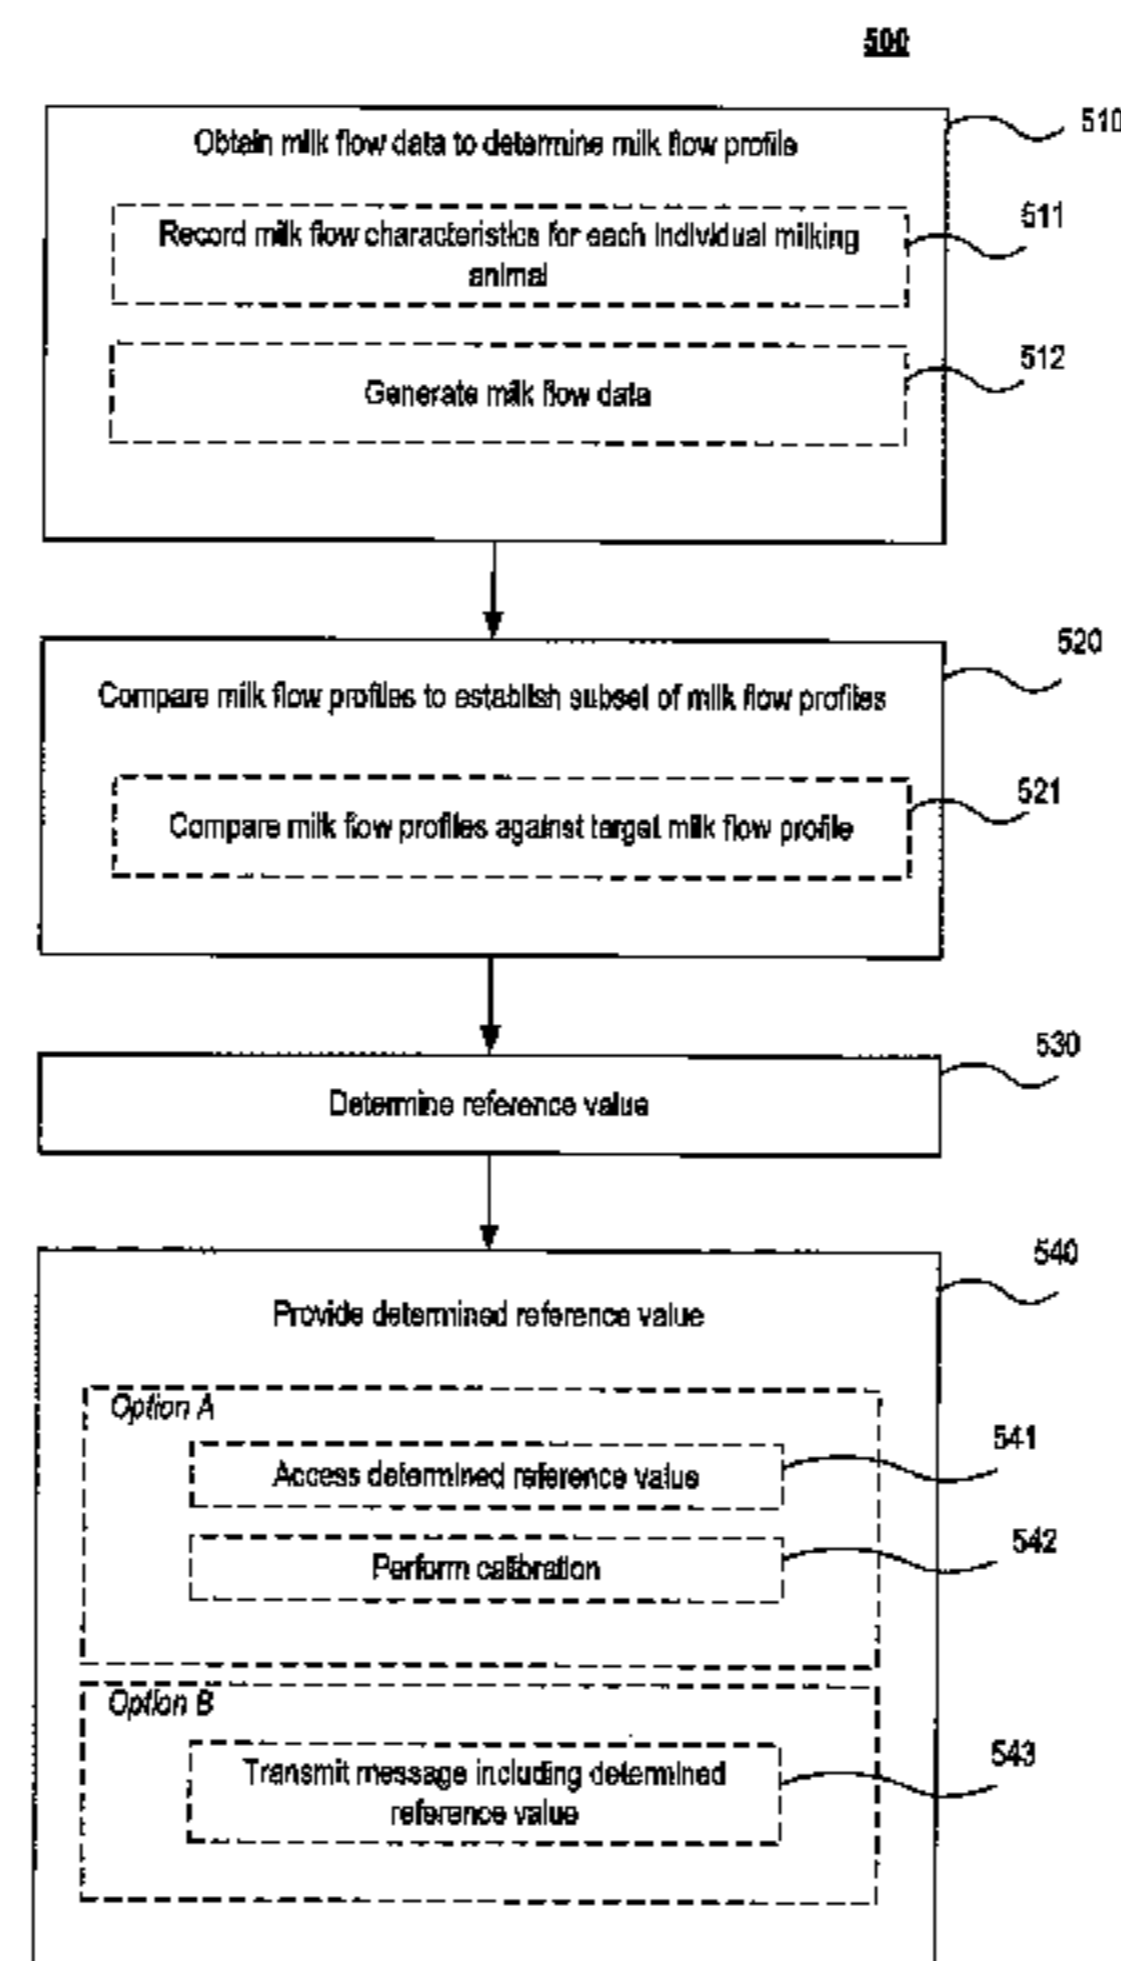 500
Obtain milk flow data to determine milk flow profile
510
Record milk flow characteristics for each individual milking
animal
511
Generate milk flow data
512
Compare milk flow profiles to establish subset of milk flow profiles
520
Compare milk flow profiles against target milk flow profile
521
Determine reference value
530
Provide determined reference value
540
Option A
Access determined reference value
541
Perform calibration
542
Option B
Transmit message including determined
reference value
543